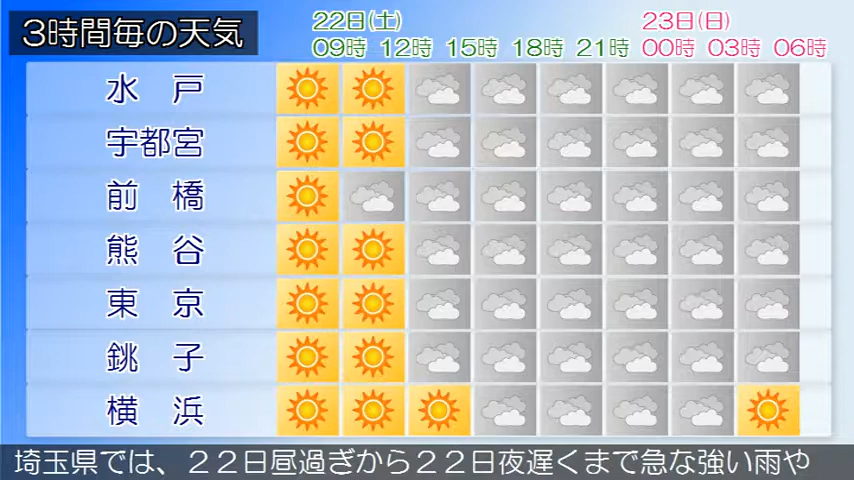 3時間毎の天気
22日(土) 23日(日)
09時 12時 15時 18時 21時 00時 03時 06時
水戸
宇都宮
前橋
熊谷
東京
銚子
横浜
埼玉県では、２２日昼過ぎから２２日夜遅くまで急な強い雨や